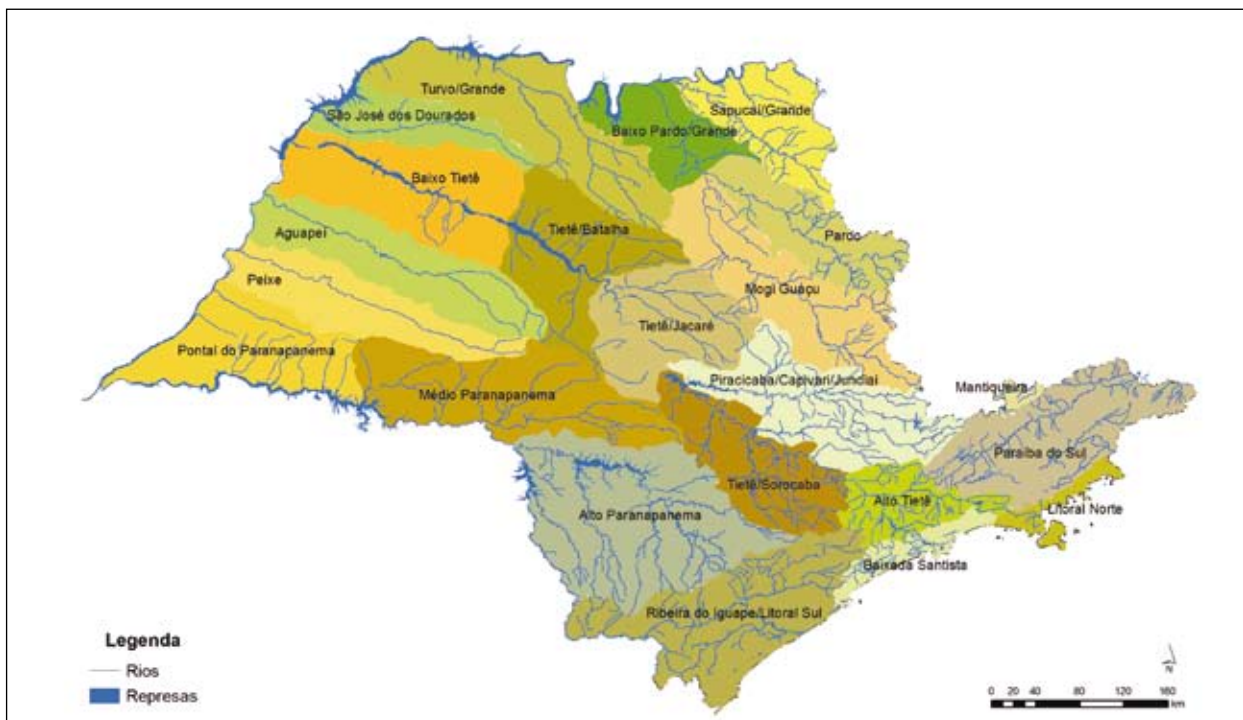 Turvo/Grande
São José dos Dourados
Baixo Pardo/Grande
Sapucaí/Grande
Baixo Tietê
Tietê/Batalha
Aguapeí
Pardo
Peixe
Mogi Guaçu
Tietê/Jacaré
Pontal do Paranapanema
Piracicaba/Capivari/Jundiaí
Médio Paranapanema
Mantiqueira
Paraíba do Sul
Tietê/Sorocaba
Alto Tietê
Litoral Norte
Alto Paranapanema
Baixada Santista
Ribeira do Iguape/Litoral Sul
Legenda
Rios
Represas
N
0 20 40 80 120 160
km